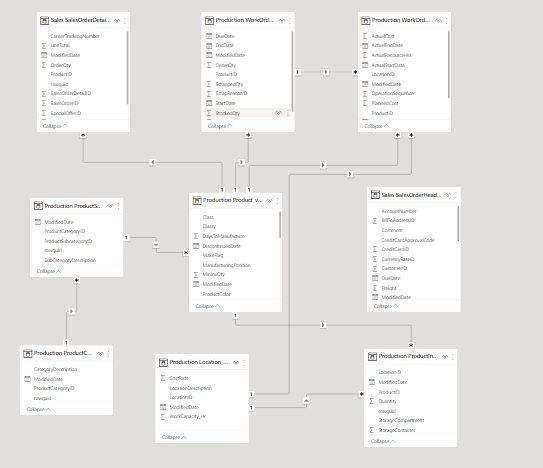 Sales SalesOrderDetai...
CarrierTrackingNumber
LineTotal
ModifiedDate
OrderQty
ProductID
rowguid
SalesOrderDetailID
SalesOrderID
SpecialOfferID
Collapse
Production WorkOrd...
DueDate
EndDate
ModifiedDate
OrderQty
ProductID
ScrappedQty
ScrapReasonID
StartDate
StockedQty
Collapse
Production WorkOrd...
ActualCost
ActualEndDate
ActualResourceHrs
ActualStartDate
LocationID
ModifiedDate
OperationSequence
PlannedCost
ProductID
Collapse
1
*
*
*
*
*
1
1
1
Production ProductS...
ModifiedDate
ProductCategoryID
ProductSubcategoryID
rowguid
SubCategoryDescription
Collapse
1
*
*
Production Product_v...
Class
Classy
DaysToManufacture
DiscontinuedDate
MakeFlag
ManufacturingPosition
MinInvQty
ModifiedDate
ProductColor
Collapse
Sales SalesOrderHead...
AccountNumber
BillToAddressID
Comment
CreditCardApprovalCode
CreditCardID
CurrencyRateID
CustomerID
DueDate
Freight
ModifiedDate
Collapse
1
1
*
Production ProductC...
CategoryDescription
ModifiedDate
ProductCategoryID
rowguid
Collapse
Production Location_...
CostRate
LocationDescription
LocationID
ModifiedDate
WorkCapacity_Hr
Collapse
1
1
*
Production ProductIn...
LocationID
ModifiedDate
ProductID
Quantity
rowguid
StorageCompartment
StorageContainer
Collapse